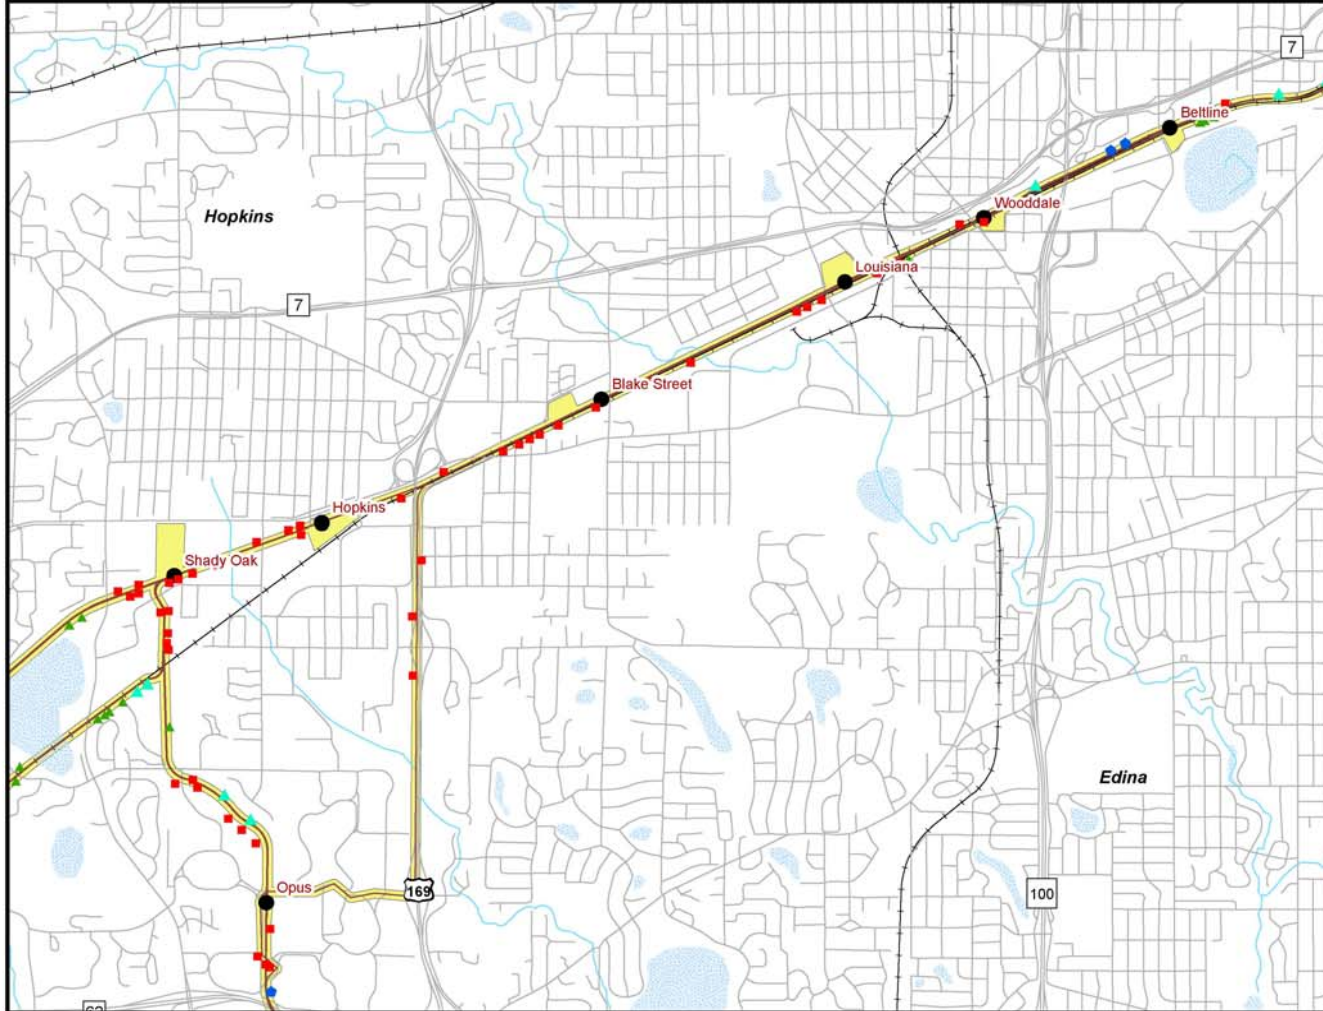 7
Beltline
Wooddale
Hopkins
Louisiana
7
Blake Street
Hopkins
Shady Oak
Edina
Opus
169
100